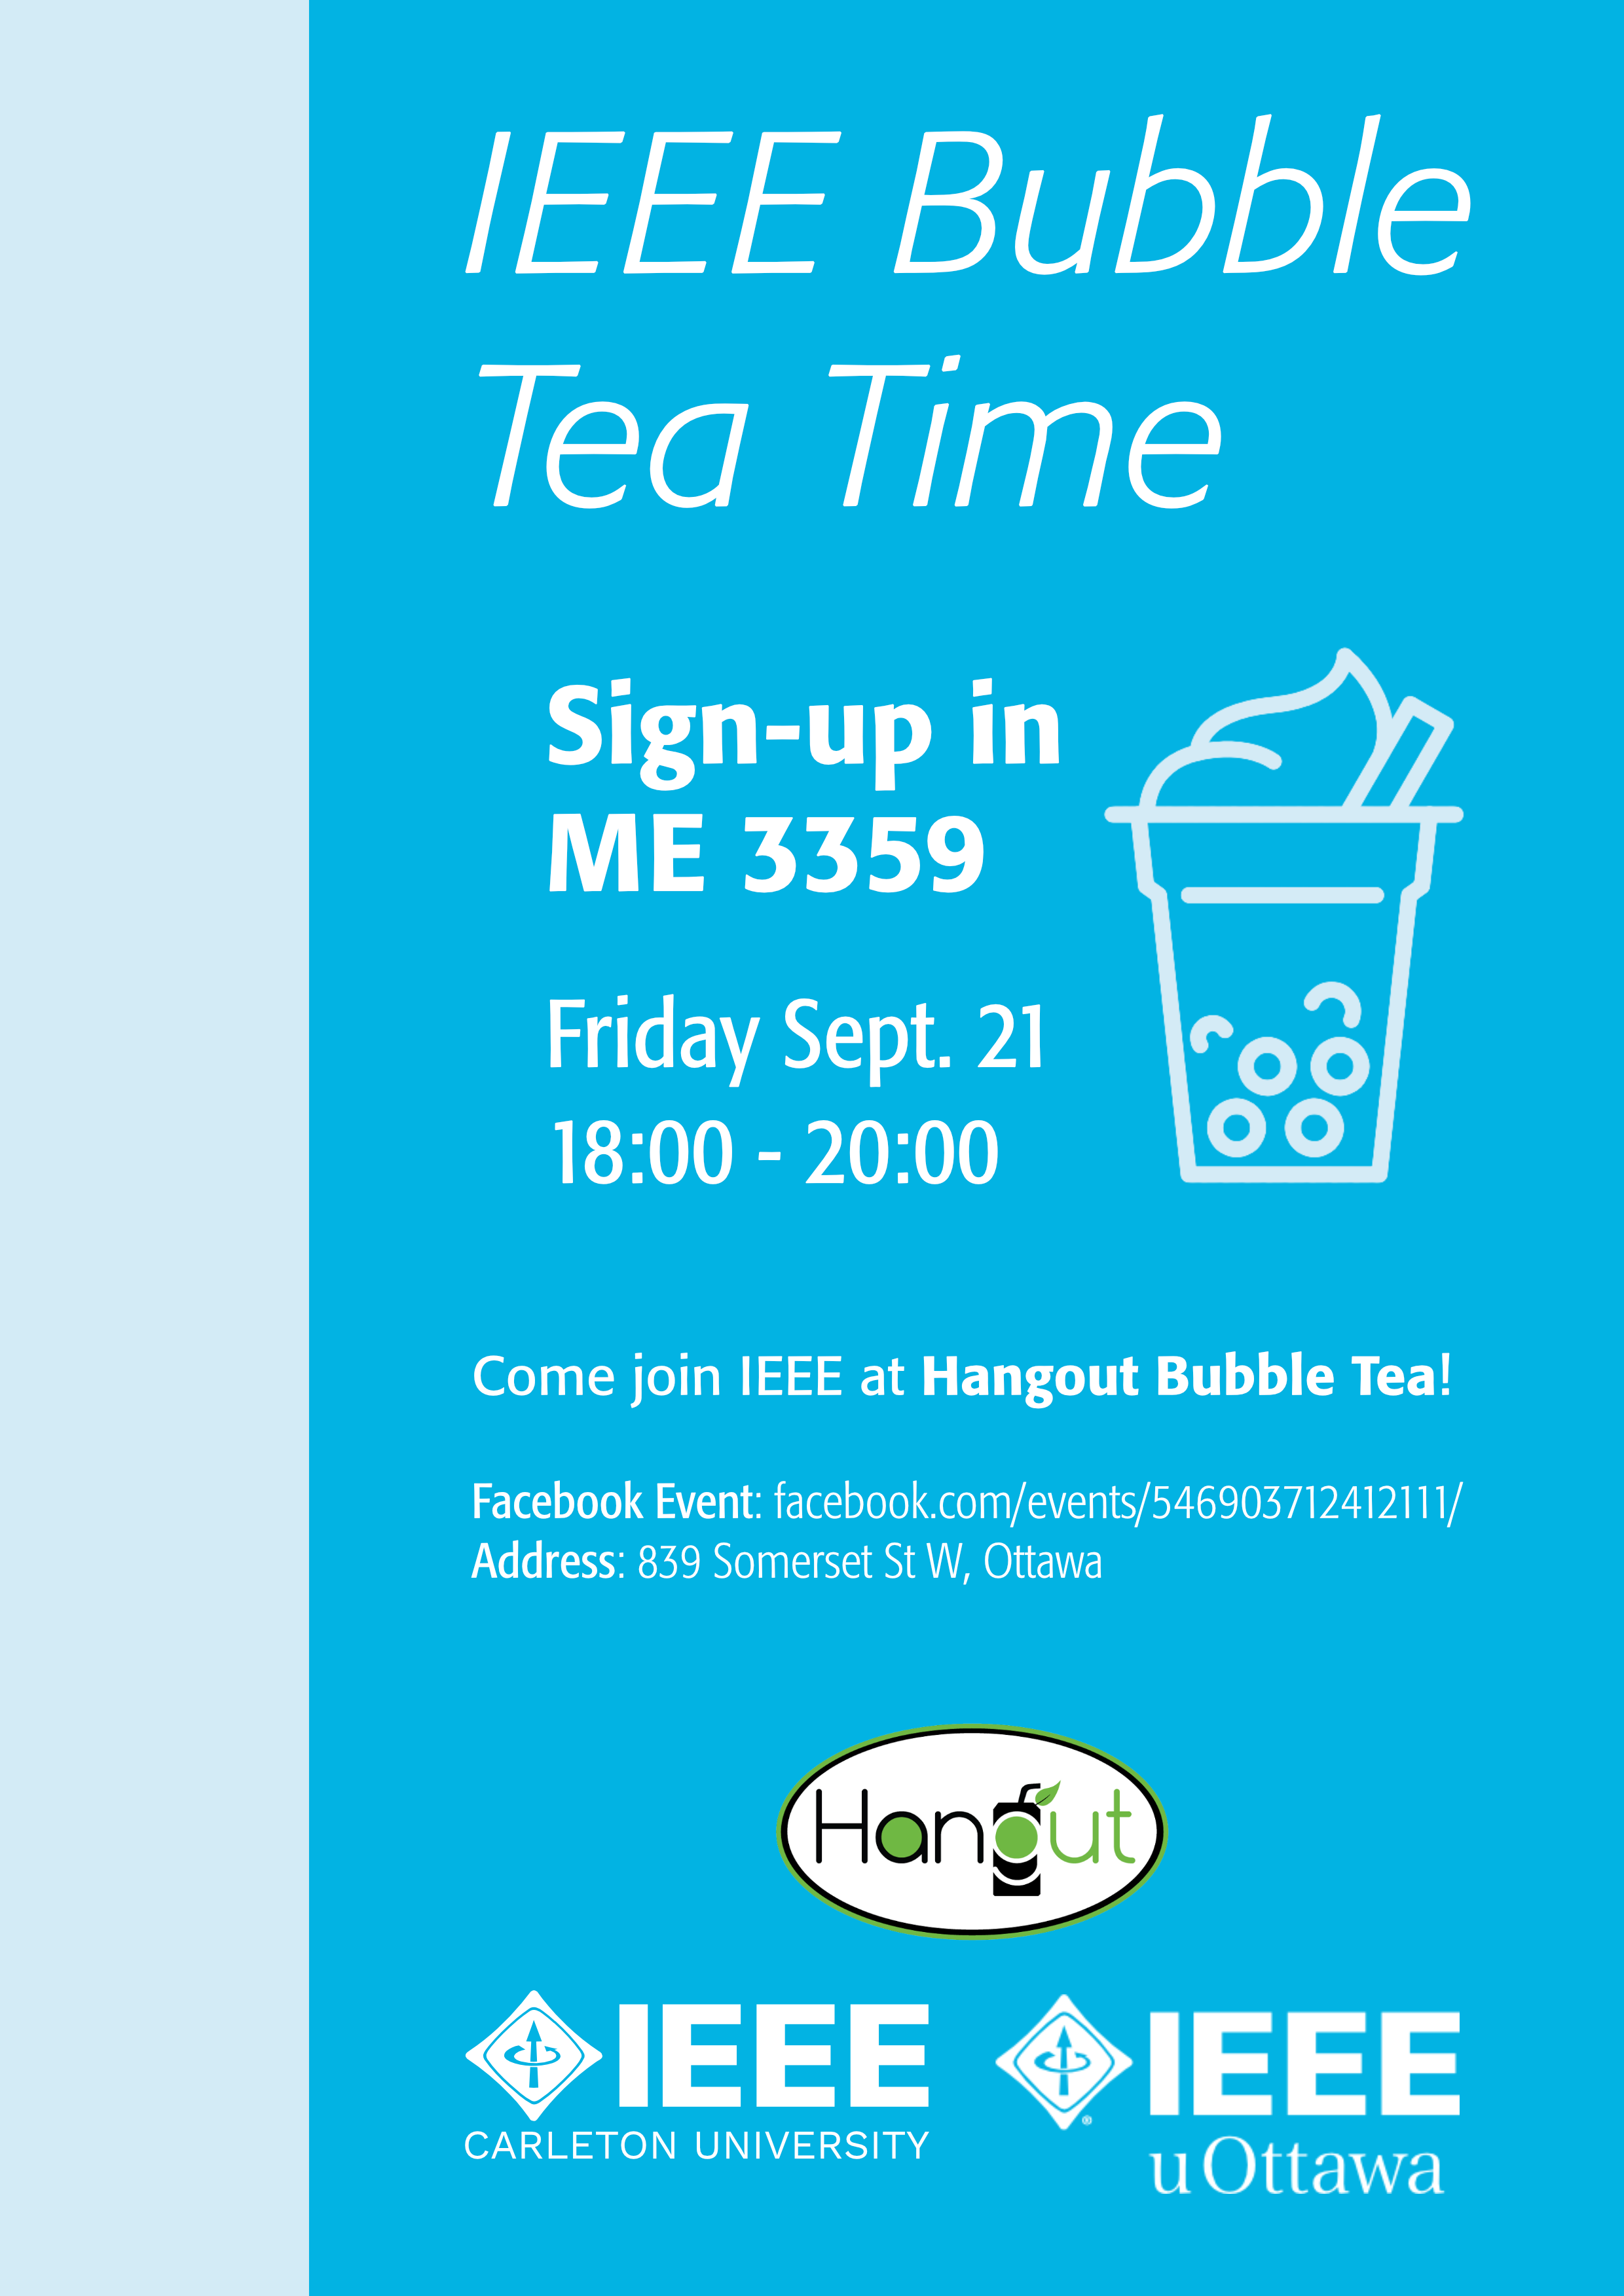 IEEE Bubble
Tea Time
Sign-up in
ME 3359
Friday Sept. 21
18:00 - 20:00
Come join IEEE at Hangout Bubble Tea!
Facebook Event: facebook.com/events/546903712412111/
Address: 839 Somerset St W, Ottawa
Hangout
IEEE
CARLETON UNIVERSITY
IEEE
®
uOttawa